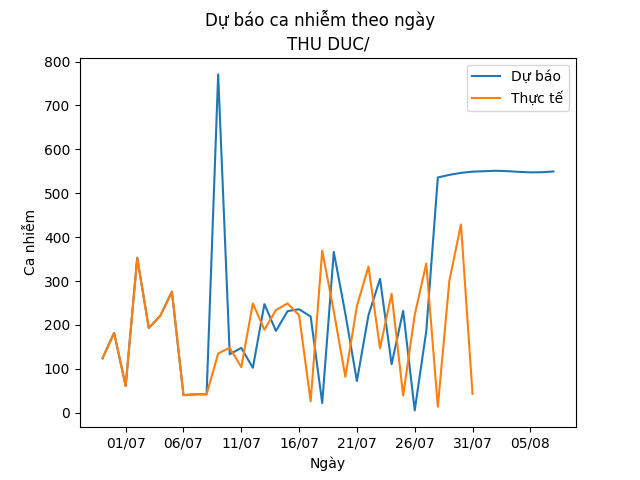 Dự báo ca nhiễm theo ngày
THU DUC/
Dự báo
Thực tế
Ca nhiễm
800
700
600
500
400
300
200
100
0
01/07 06/07 11/07 16/07 21/07 26/07 31/07 05/08
Ngày